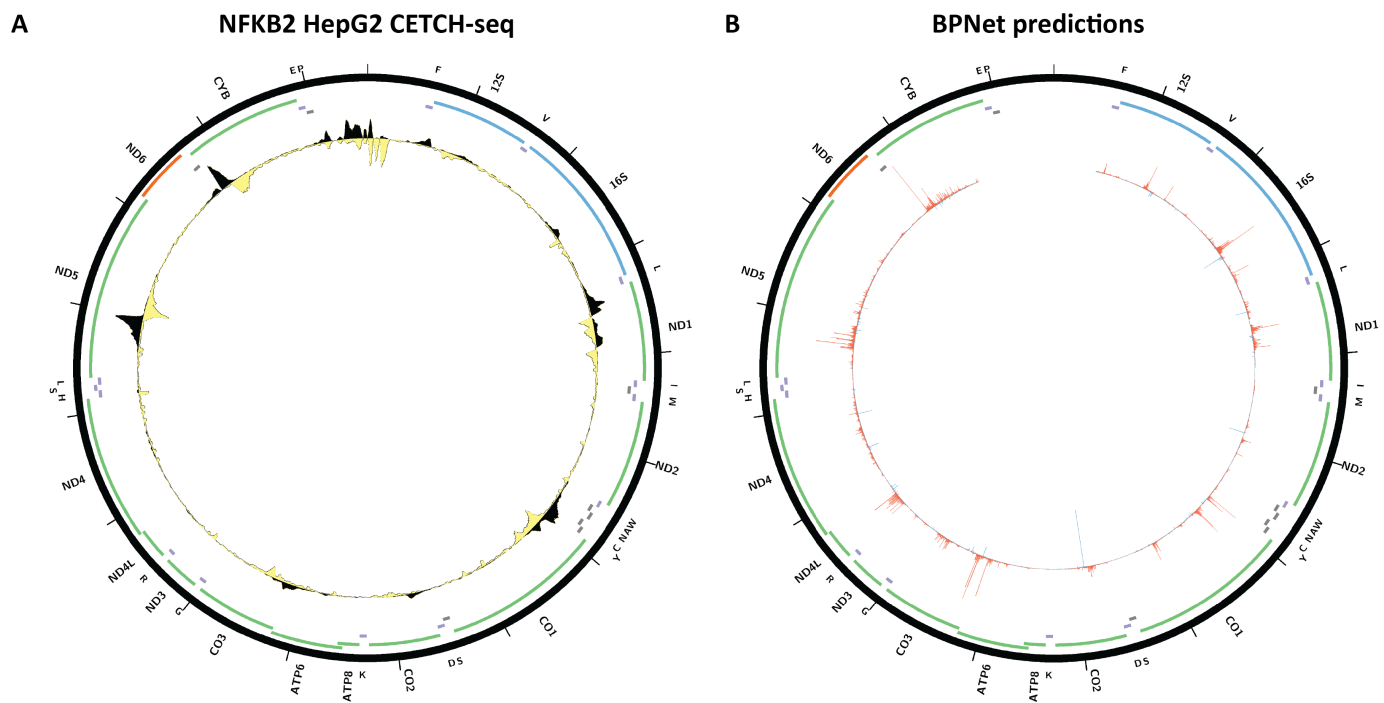 A
NFKB2 HepG2 CETCH-seq
E P
F
12S
V
16S
L
ND1
I
M
ND2
W
A
N
C
Y
CO1
S
D
CO2
K
ATP8
ATP6
CO3
G
ND3
R
ND4L
ND4
H
S
L
ND5
ND6
CYB
B
BPNet predictions
E P
F
12S
V
16S
L
ND1
I
M
ND2
W
A
N
C
Y
CO1
S
D
CO2
K
ATP8
ATP6
CO3
G
ND3
R
ND4L
ND4
H
S
L
ND5
ND6
CYB